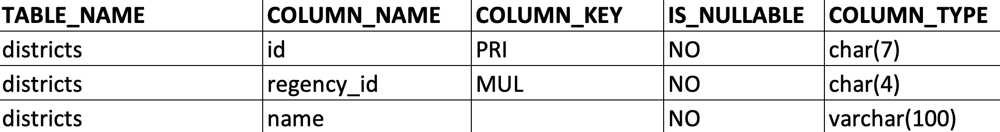 TABLE_NAME COLUMN_NAME COLUMN_KEY IS_NULLABLE COLUMN_TYPE
districts id PRI NO char(7)
districts regency_id MUL NO char(4)
districts name NO varchar(100)